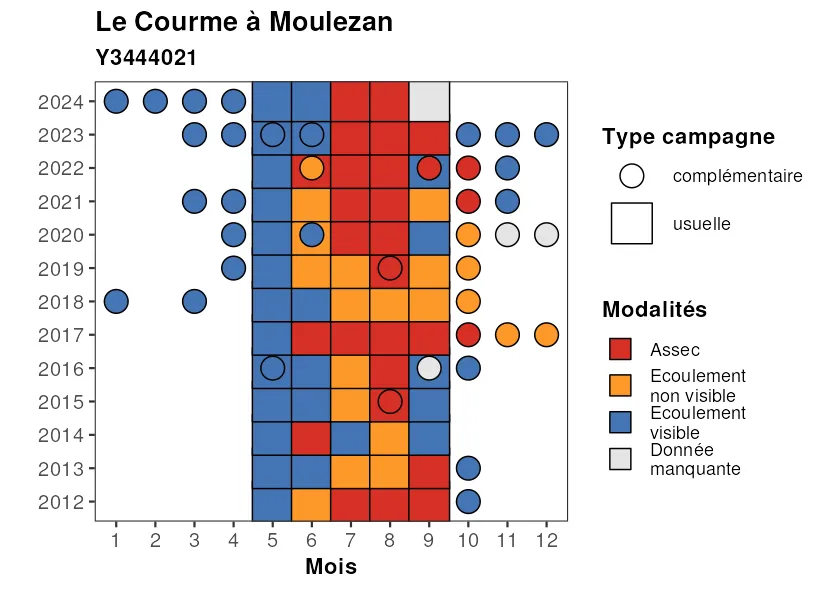 Le Courme à Moulezan
Y3444021
2024
2023
2022
2021
2020
2019
2018
2017
2016
2015
2014
2013
2012
1 2 3 4 5 6 7 8 9 10 11 12
Mois
Type campagne
complémentaire
usuelle
Modalités
Assec
Ecoulement
non visible
Ecoulement
visible
Donnée
manquante